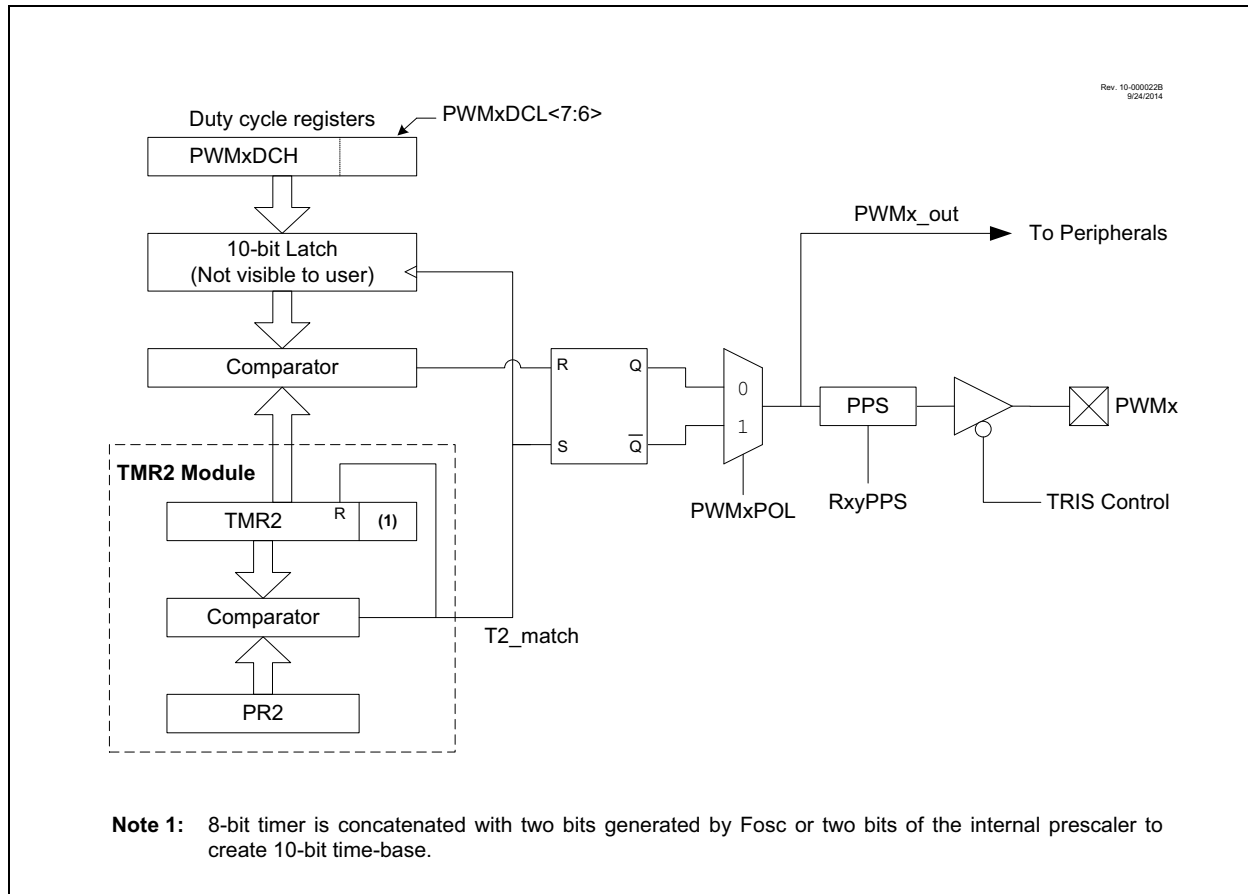 Rev. 10-000022B
9/24/2014
Duty cycle registers
PWMxDCL<7:6>
PWMxDCH
10-bit Latch
(Not visible to user)
Comparator
TMR2 Module
R
TMR2
(1)
Comparator
T2_match
PR2
R
Q
S
Q̅
0
1
PWMxPOL
PWMx_out
To Peripherals
PPS
RxyPPS
PWMx
TRIS Control
Note 1: 8-bit timer is concatenated with two bits generated by Fosc or two bits of the internal prescaler to
create 10-bit time-base.